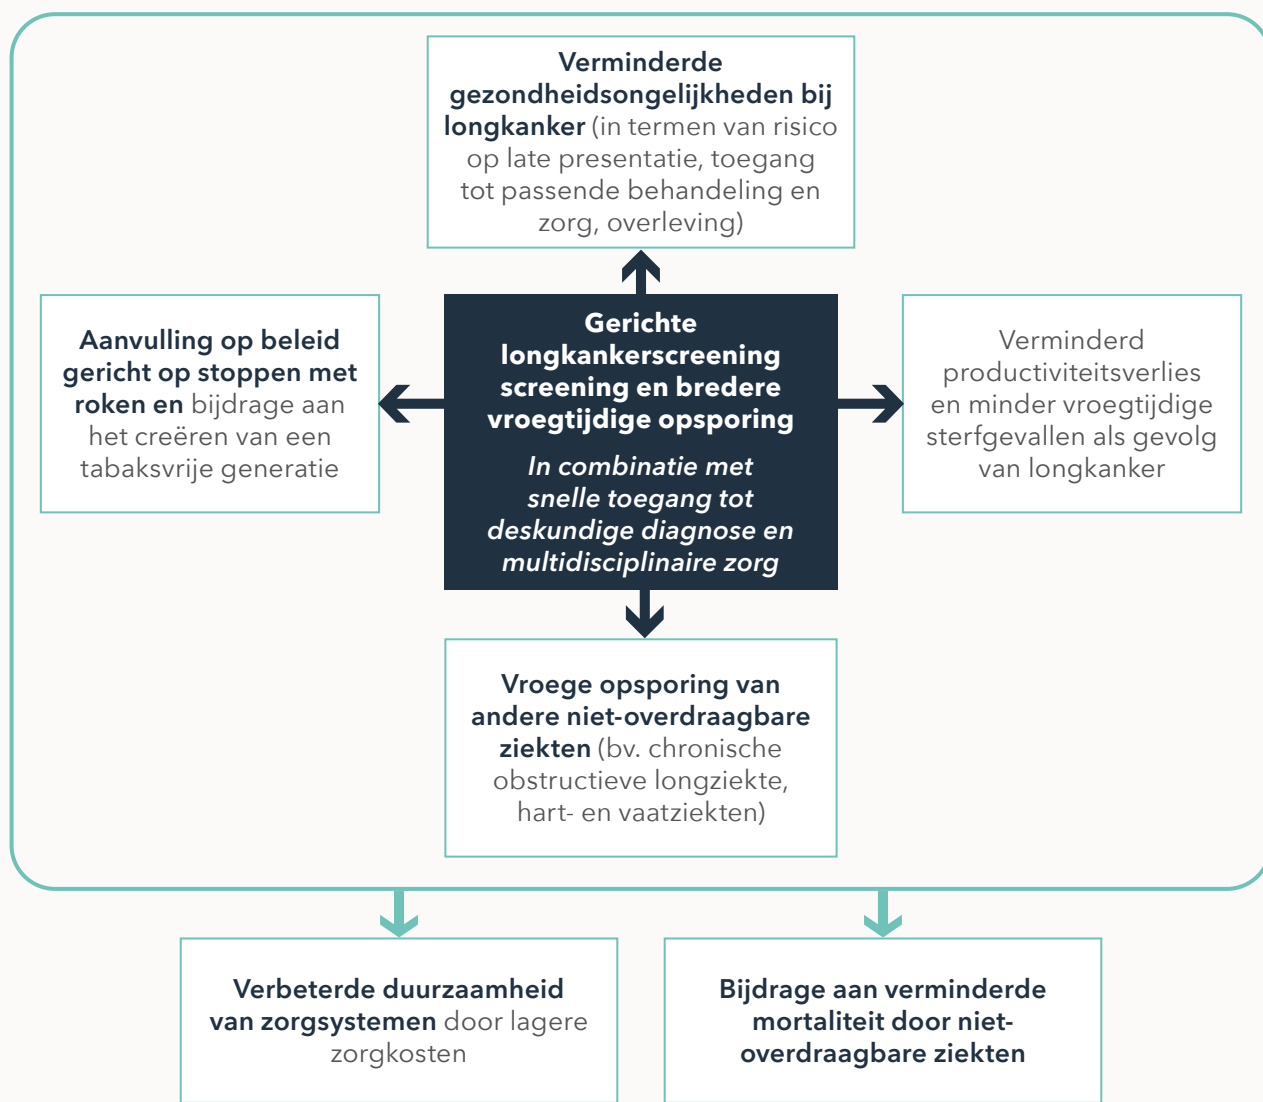 Verminderde
gezondheidsongelijkheden bij
longkanker (in termen van risico
op late presentatie, toegang
tot passende behandeling en
zorg, overleving)
Aanvulling op beleid
gericht op stoppen met
roken en bijdrage aan
het creëren van een
tabaksvrije generatie
Gerichte
longkankerscreening
screening en bredere
vroegtijdige opsporing
In combinatie met
snelle toegang tot
deskundige diagnose en
multidisciplinaire zorg
Verminderd
productiviteitsverlies
en minder vroegtijdige
sterfgevallen als gevolg
van longkanker
Vroege opsporing van
andere niet-overdraagbare
ziekten (bv. chronische
obstructieve longziekte,
hart- en vaatziekten)
Verbeterde duurzaamheid
van zorgsystemen door lagere
zorgkosten
Bijdrage aan verminderde
mortaliteit door niet-
overdraagbare ziekten